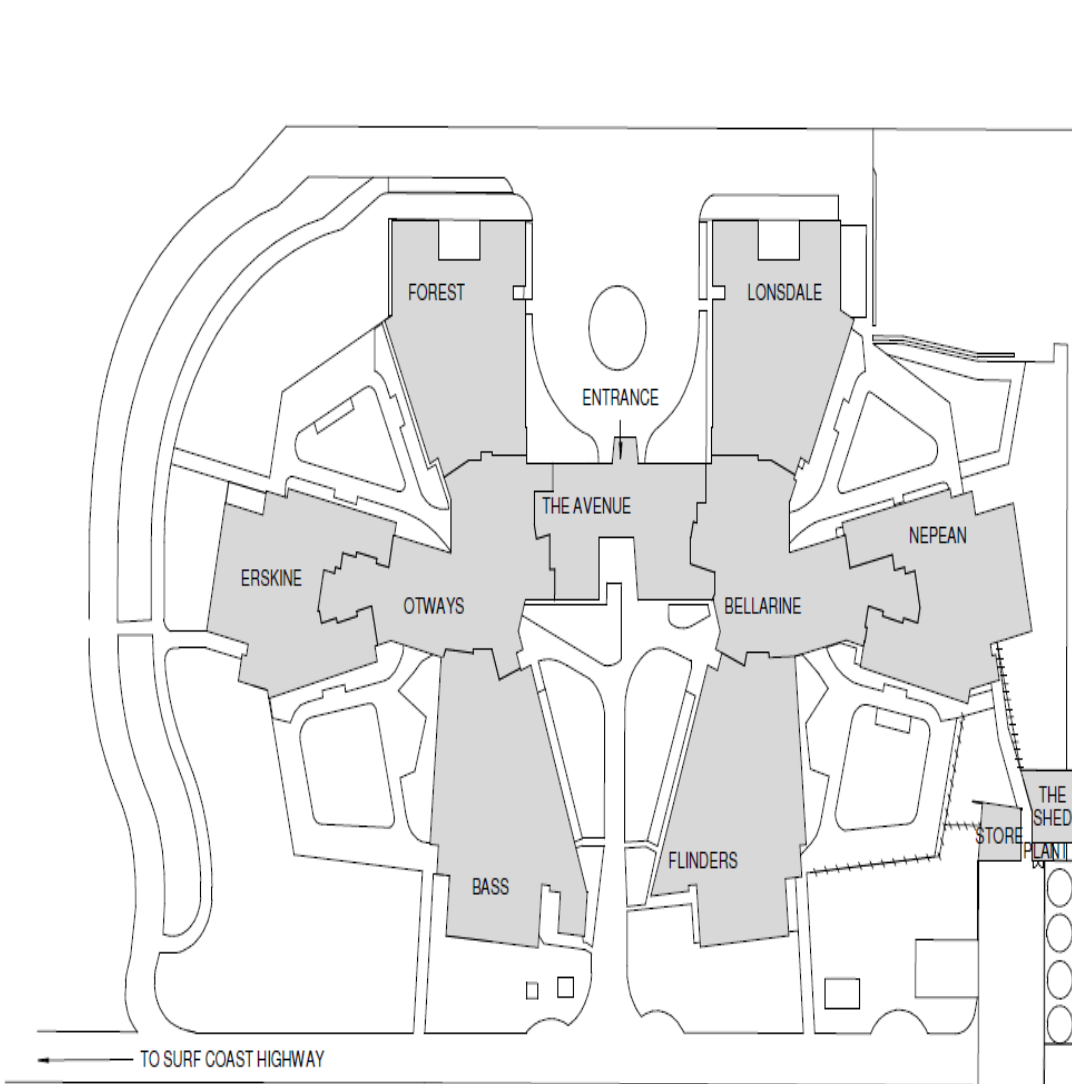 FOREST
LONSDALE
ENTRANCE
THE AVENUE
NEPEAN
ERSKINE
OTWAYS
BELLARINE
THE
SHED
STORE
PLANT
FLINDERS
BASS
TO SURF COAST HIGHWAY